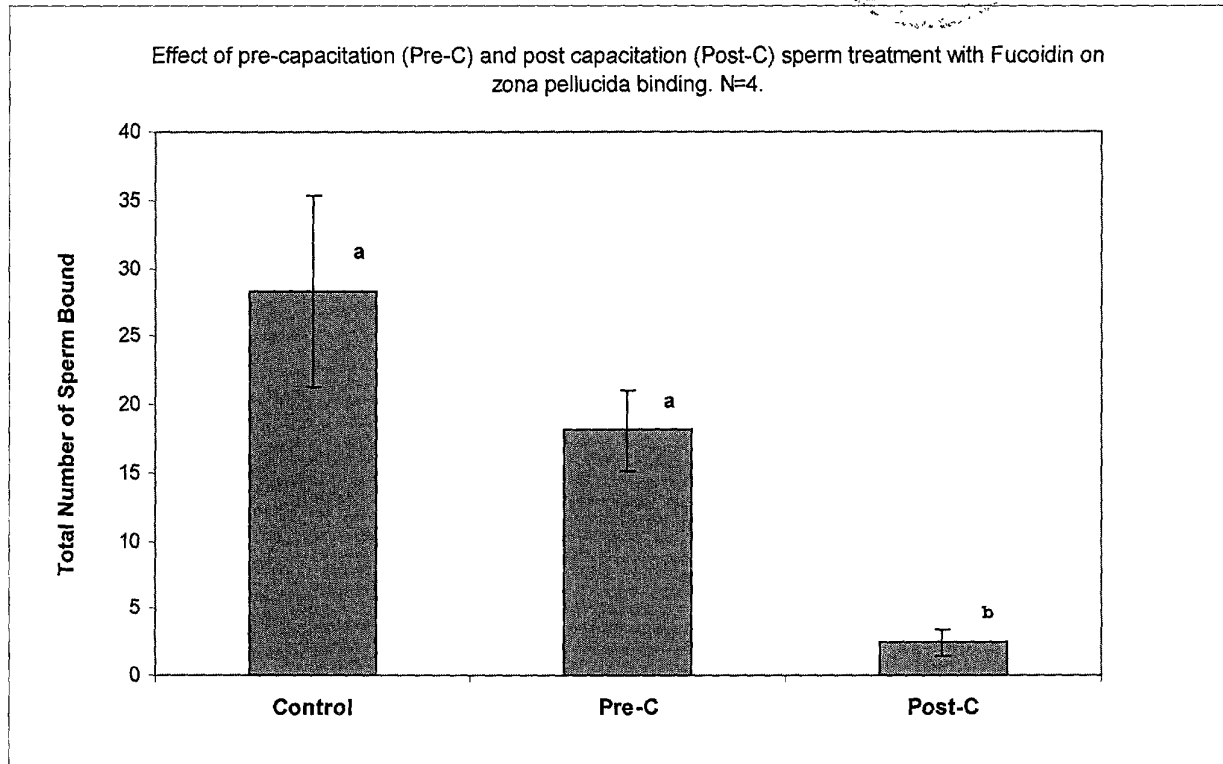 Effect of pre-capacitation (Pre-C) and post capacitation (Post-C) sperm treatment with Fucoidin on
zona pellucida binding. N=4.
40
35
30
25
20
15
10
5
0
Total Number of Sperm Bound
a
a
b
Control
Pre-C
Post-C